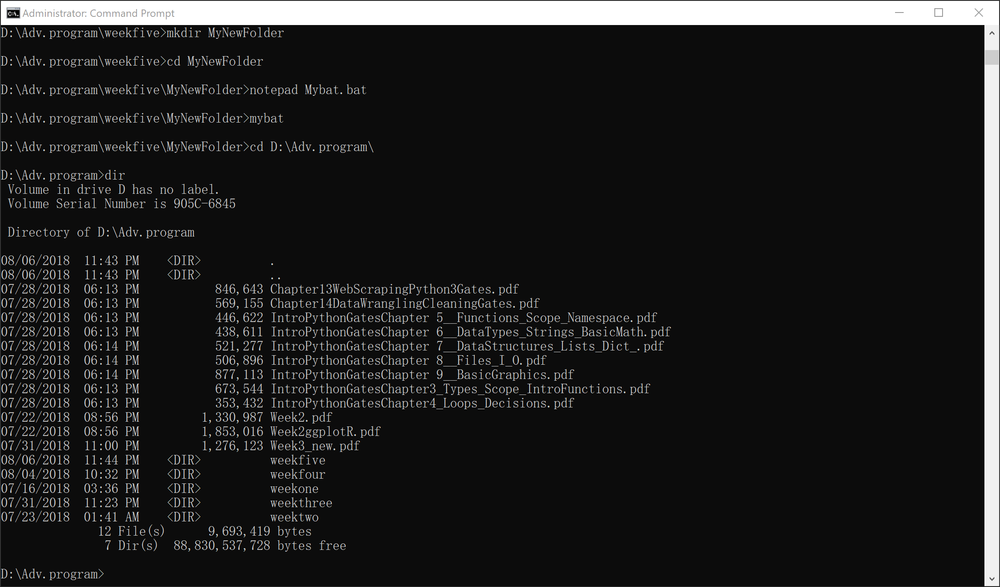 Administrator: Command Prompt
D:\Adv.program\weekfive>mkdir MyNewFolder
D:\Adv.program\weekfive>cd MyNewFolder
D:\Adv.program\weekfive\MyNewFolder>notepad Mybat.bat
D:\Adv.program\weekfive\MyNewFolder>mybat
D:\Adv.program\weekfive\MyNewFolder>cd D:\Adv.program\
D:\Adv.program>dir
Volume in drive D has no label.
Volume Serial Number is 905C-6845
Directory of D:\Adv.program
08/06/2018  11:43 PM    <DIR>          .
08/06/2018  11:43 PM    <DIR>          ..
07/28/2018  06:13 PM           846,643 Chapter13WebScrapingPython3Gates.pdf
07/28/2018  06:13 PM           569,155 Chapter14DataWranglingCleaningGates.pdf
07/28/2018  06:13 PM           446,622 IntroPythonGatesChapter 5__Functions_Scope_Namespace.pdf
07/28/2018  06:13 PM           438,611 IntroPythonGatesChapter 6__DataTypes_Strings_BasicMath.pdf
07/28/2018  06:14 PM           521,277 IntroPythonGatesChapter 7__DataStructures_Lists_Dict_.pdf
07/28/2018  06:14 PM           506,896 IntroPythonGatesChapter 8__Files_I_O.pdf
07/28/2018  06:14 PM           877,113 IntroPythonGatesChapter 9__BasicGraphics.pdf
07/28/2018  06:13 PM           673,544 IntroPythonGatesChapter3_Types_Scope_IntroFunctions.pdf
07/28/2018  06:13 PM           353,432 IntroPythonGatesChapter4_Loops_Decisions.pdf
07/22/2018  08:56 PM         1,330,987 Week2.pdf
07/22/2018  08:56 PM         1,853,016 Week2ggplotR.pdf
07/31/2018  11:00 PM         1,276,123 Week3_new.pdf
08/06/2018  11:44 PM    <DIR>          weekfive
08/04/2018  10:32 PM    <DIR>          weekfour
07/16/2018  03:36 PM    <DIR>          weekone
07/31/2018  11:23 PM    <DIR>          weekthree
07/23/2018  01:41 AM    <DIR>          weektwo
12 File(s)      9,693,419 bytes
7 Dir(s)  88,830,537,728 bytes free
D:\Adv.program>